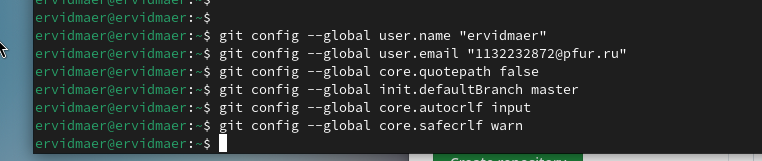 ervidmaer@ervidmaer:~$
ervidmaer@ervidmaer:~$
ervidmaer@ervidmaer:~$ git config --global user.name "ervidmaer"
ervidmaer@ervidmaer:~$ git config --global user.email "1132232872@pfur.ru"
ervidmaer@ervidmaer:~$ git config --global core.quotepath false
ervidmaer@ervidmaer:~$ git config --global init.defaultBranch master
ervidmaer@ervidmaer:~$ git config --global core.autocrlf input
ervidmaer@ervidmaer:~$ git config --global core.safecrlf warn
ervidmaer@ervidmaer:~$
Create repository